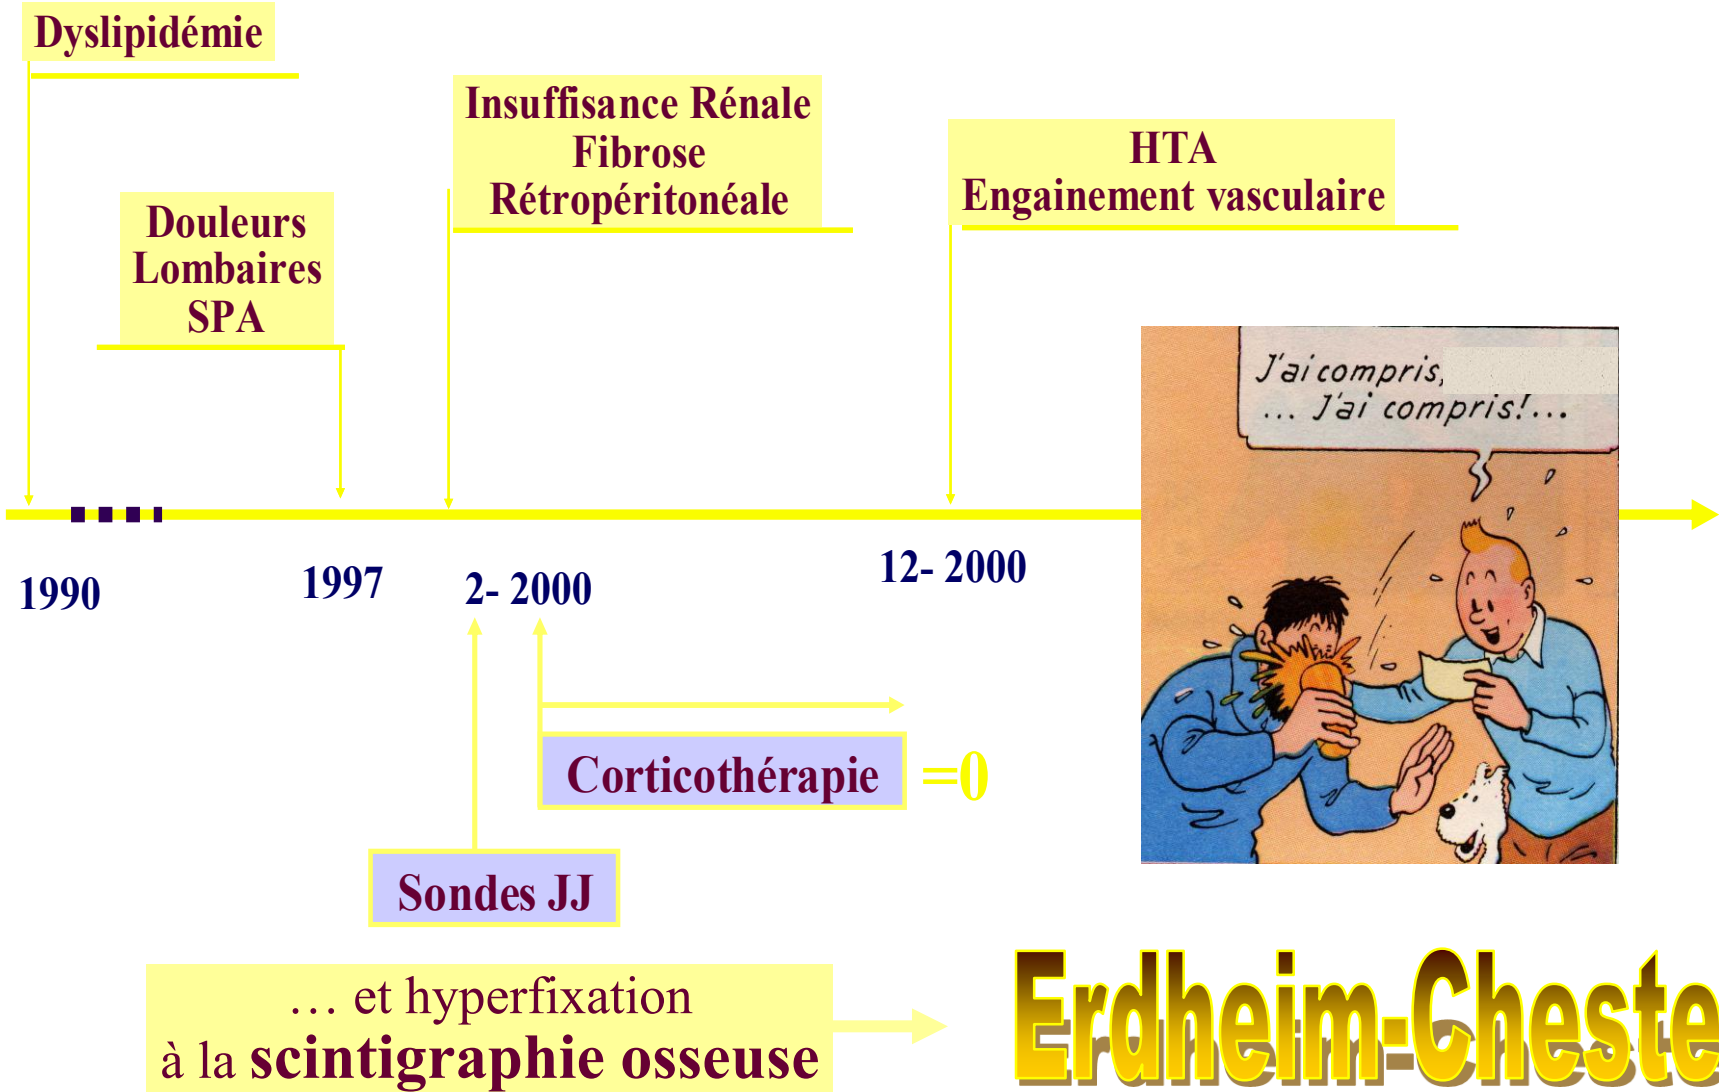 Dyslipidémie
Insuffisance Rénale
Fibrose
Rétropéritonéale
HTA
Engainement vasculaire
Douleurs
Lombaires
SPA
J'ai compris,
... J'ai compris!...
1990
1997
2- 2000
12- 2000
Corticothérapie
=0
Sondes JJ
… et hyperfixation
à la scintigraphie osseuse
Erdheim-Cheste